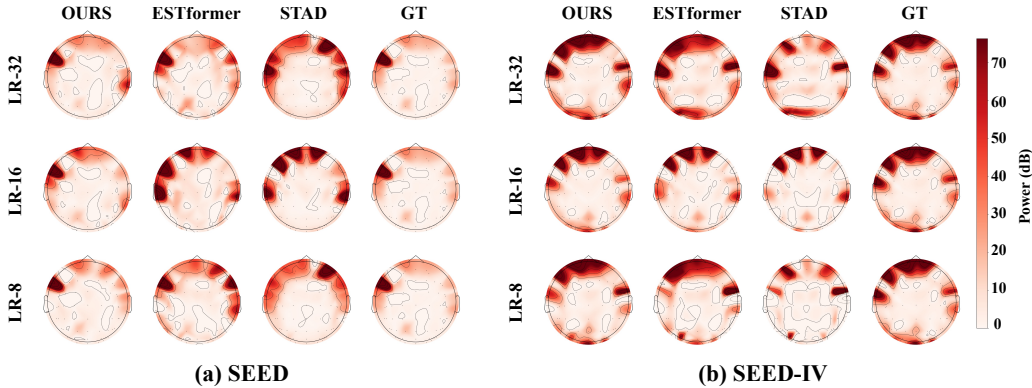 OURS ESTformer STAD GT OURS ESTformer STAD GT
LR-32
LR-16
LR-8
LR-32
LR-16
LR-8
70
60
50
40
30
20
10
0
Power (dB)
(a) SEED (b) SEED-IV